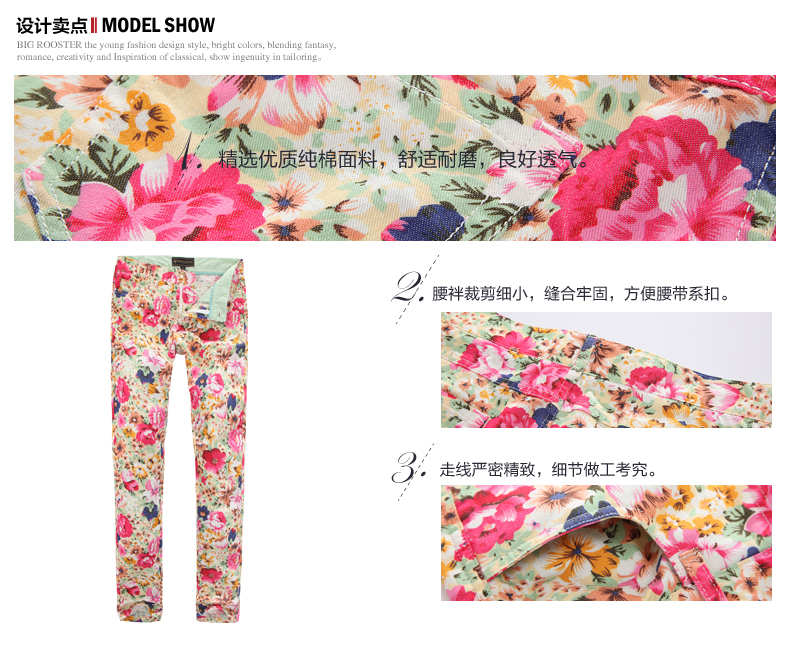 设计卖点 MODEL SHOW
BIG ROOSTER the young fashion design style, bright colors, blending fantasy,
romance, creativity and Inspiration of classical, show ingenuity in tailoring。
1. 精选优质纯棉面料，舒适耐磨，良好透气。
2. 腰袢裁剪细小，缝合牢固，方便腰带系扣。
3. 走线严密精致，细节做工考究。